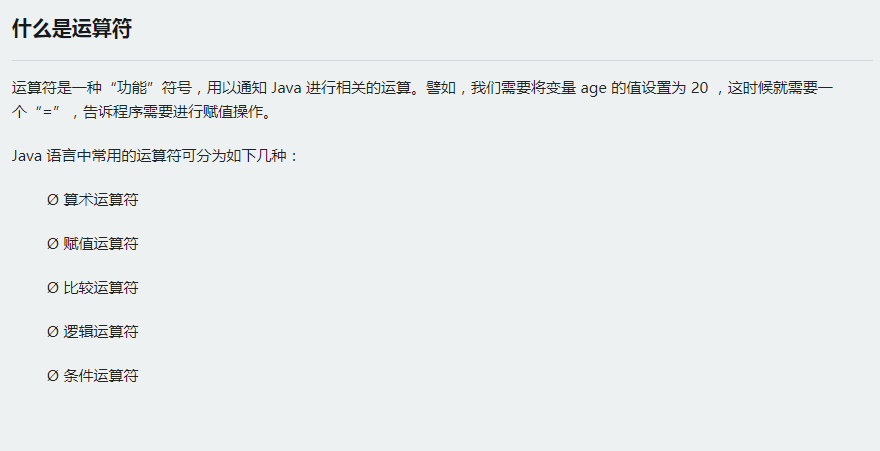 什么是运算符
运算符是一种“功能”符号，用以通知 Java 进行相关的运算。譬如，我们需要将变量 age 的值设置为 20 ，这时候就需要一
个“=”，告诉程序需要进行赋值操作。
Java 语言中常用的运算符可分为如下几种：
Ø 算术运算符
Ø 赋值运算符
Ø 比较运算符
Ø 逻辑运算符
Ø 条件运算符